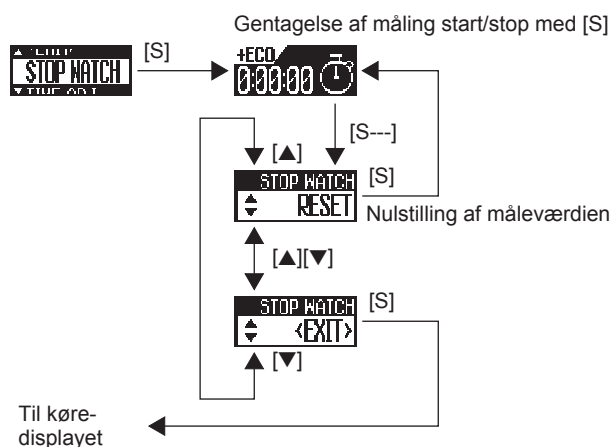 Gentagelse af måling start/stop med [S]
STOP WATCH
[S]
+ECO
0:00:00
[S---]
[▲]
STOP WATCH
RESET
[S]
Nulstilling af måleværdien
[▲][▼]
STOP WATCH
<EXIT>
[S]
[▼]
Til køre-
displayet